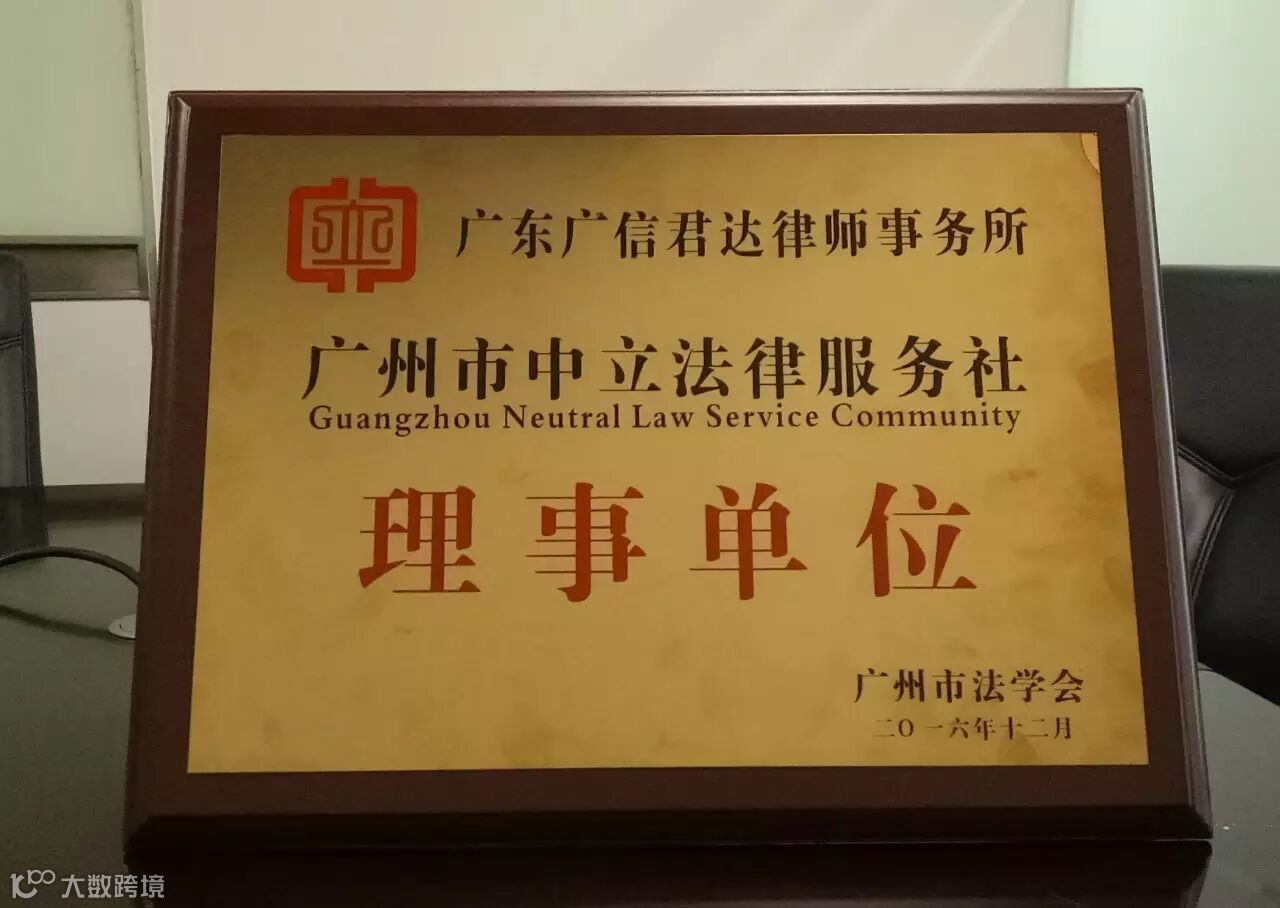 广东广信君达律师事务所
广州市中立法律服务社
Guangzhou Neutral Law Service Community
理事单位
广州市法学会
二〇一六年十二月
大数跨境